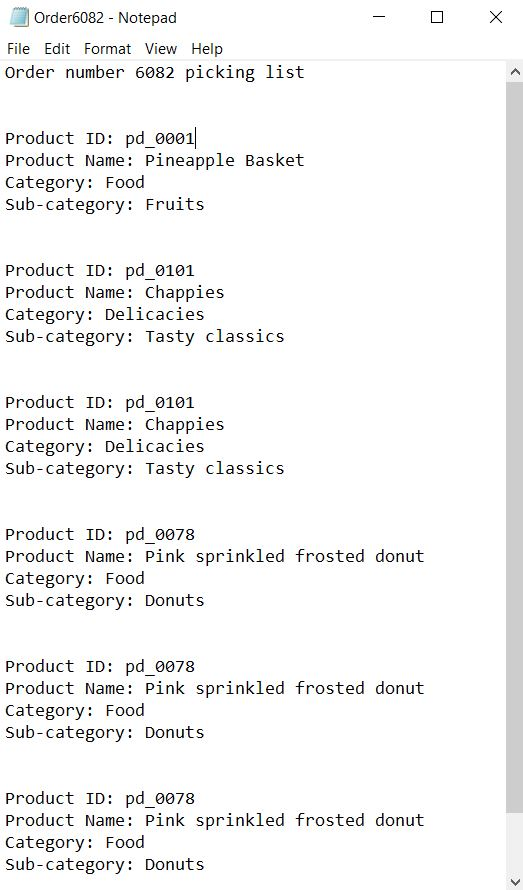 Order6082 - Notepad
File Edit Format View Help
Order number 6082 picking list
Product ID: pd_0001
Product Name: Pineapple Basket
Category: Food
Sub-category: Fruits
Product ID: pd_0101
Product Name: Chappies
Category: Delicacies
Sub-category: Tasty classics
Product ID: pd_0101
Product Name: Chappies
Category: Delicacies
Sub-category: Tasty classics
Product ID: pd_0078
Product Name: Pink sprinkled frosted donut
Category: Food
Sub-category: Donuts
Product ID: pd_0078
Product Name: Pink sprinkled frosted donut
Category: Food
Sub-category: Donuts
Product ID: pd_0078
Product Name: Pink sprinkled frosted donut
Category: Food
Sub-category: Donuts